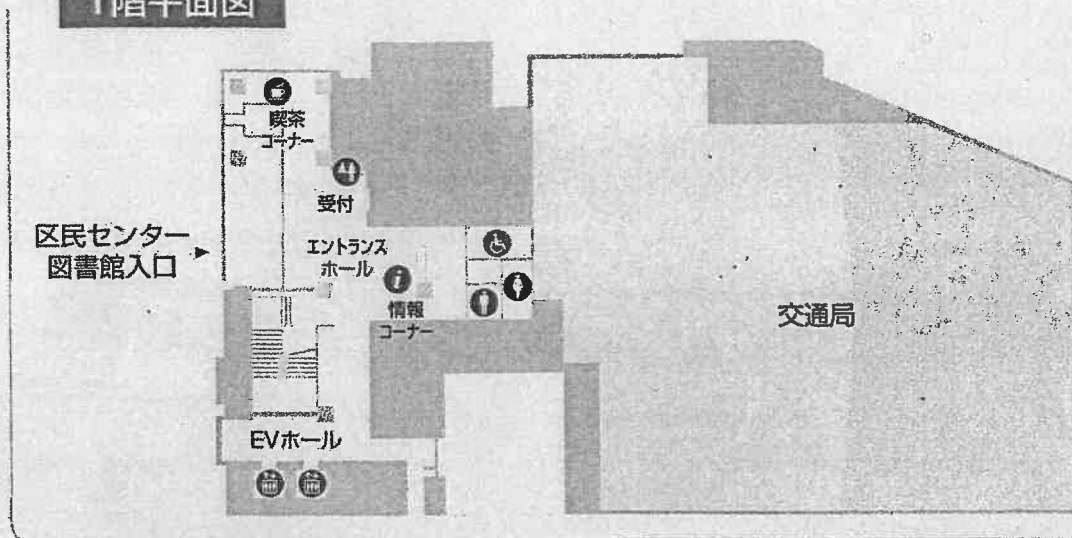 1階平面図
喫茶
コーナー
受付
区民センター
図書館入口
エントランス
ホール
情報
コーナー
交通局
EVホール